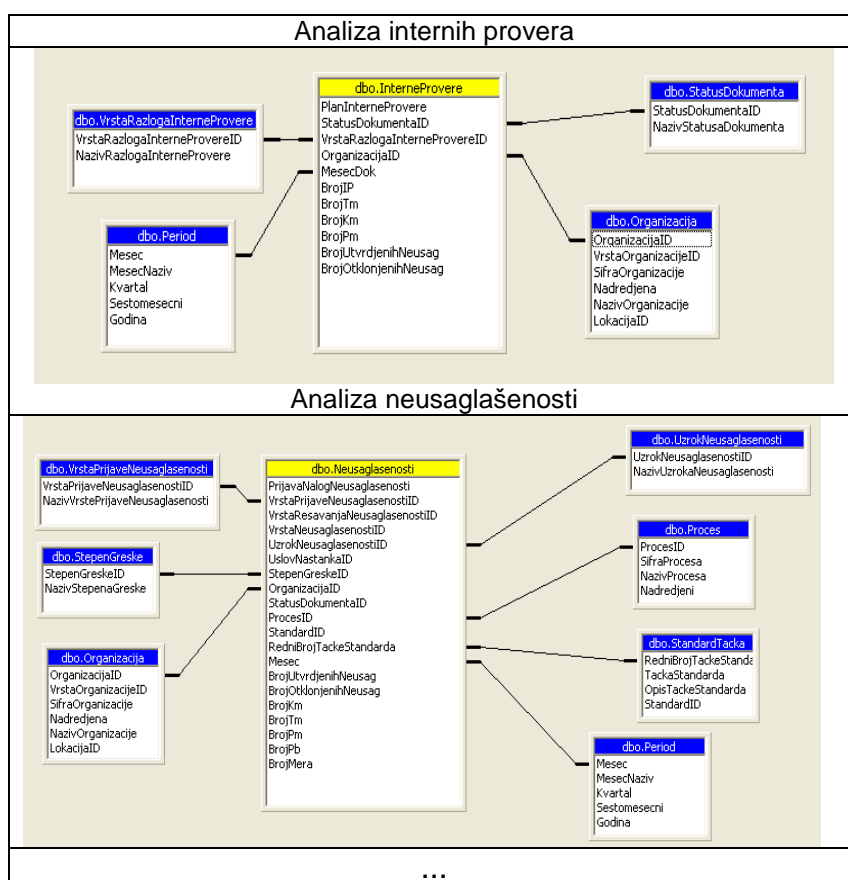 Analiza internih provera
dbo.VrstaRazlogaInterneProvere
VrstaRazlogaInterneProvereID
NazivRazlogaInterneProvere
dbo.Period
Mesec
MesecNaziv
Kvartal
Sestomesecni
Godina
dbo.InterneProvere
PlanInterneProvere
StatusDokumentaID
VrstaRazlogaInterneProvereID
OrganizacijaID
MesecDok
BrojIP
BrojTm
BrojKm
BrojPm
BrojUtvrdjenihNeusag
BrojOtklonjenihNeusag
dbo.StatusDokumenta
StatusDokumentaID
NazivStatusaDokumenta
dbo.Organizacija
OrganizacijaID
VrstaOrganizacijeID
SifraOrganizacije
Nadredjena
NazivOrganizacije
LokacijaID
Analiza neusaglašenosti
dbo.VrstaPrijaveNeusaglasenosti
VrstaPrijaveNeusaglasenostiID
NazivVrstePrijaveNeusaglasenosti
dbo.StepenGreske
StepenGreskeID
NazivStepenaGreske
dbo.Organizacija
OrganizacijaID
VrstaOrganizacijeID
SifraOrganizacije
Nadredjena
NazivOrganizacije
LokacijaID
dbo.Neusaglasenosti
PrijavaNalogNeusaglasenosti
VrstaPrijaveNeusaglasenostiID
VrstaResavanjaNeusaglasenostiID
VrstaNeusaglasenostiID
UzrokNeusaglasenostiID
UslovNastankaID
StepenGreskeID
OrganizacijaID
StatusDokumentaID
ProcesID
StandardID
RedniBrojTackeStandarda
Mesec
BrojUtvrdjenihNeusag
BrojOtklonjenihNeusag
BrojKm
BrojTm
BrojPm
BrojPb
BrojMera
dbo.UzrokNeusaglasenosti
UzrokNeusaglasenostiID
NazivUzrokaNeusaglasenosti
dbo.Proces
ProcesID
SifraProcesa
NazivProcesa
Nadredjeni
dbo.StandardTacka
RedniBrojTackeStanda
TackaStandarda
OpisTackeStandarda
StandardID
dbo.Period
Mesec
MesecNaziv
Kvartal
Sestomesecni
Godina
...